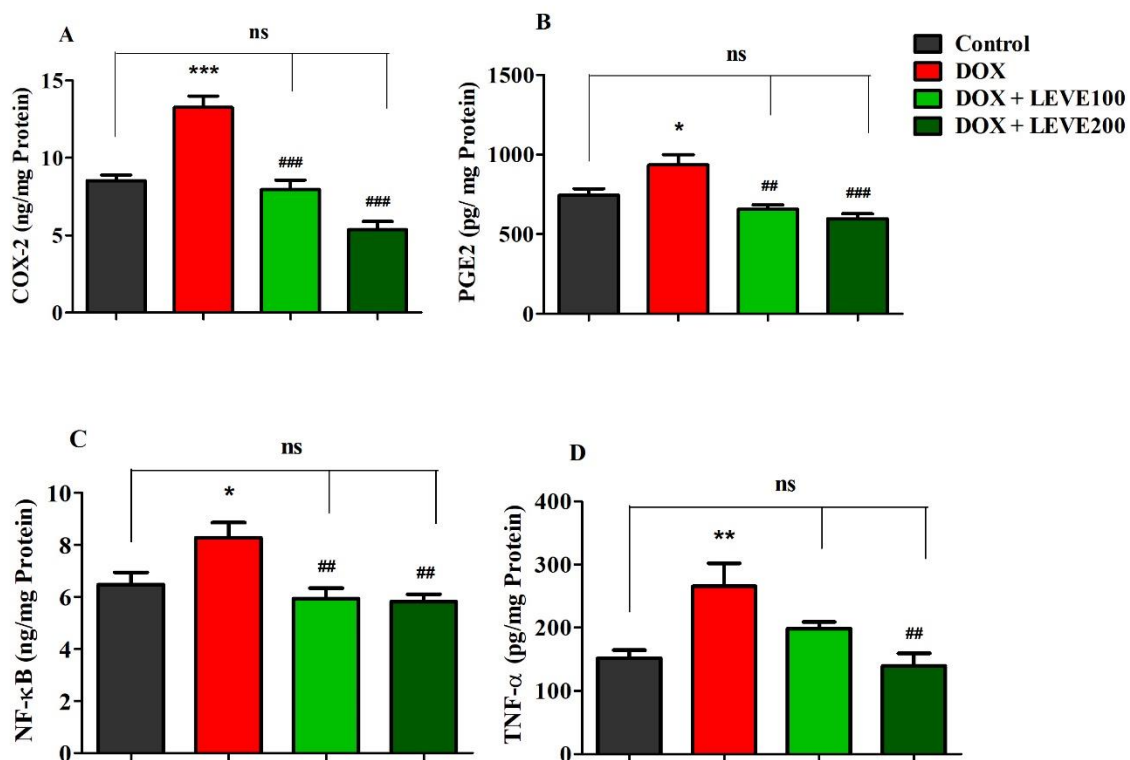 A
ns
***
###
###
15
10
5
0
COX-2 (ng/mg Protein)
B
ns
*
##
###
1500
1000
500
0
PGE2 (pg/ mg Protein)
Control
DOX
DOX + LEVE100
DOX + LEVE200
C
ns
*
##
##
10
8
6
4
2
0
NF-κB (ng/mg Protein)
D
ns
**
##
400
300
200
100
0
TNF-α (pg/mg Protein)